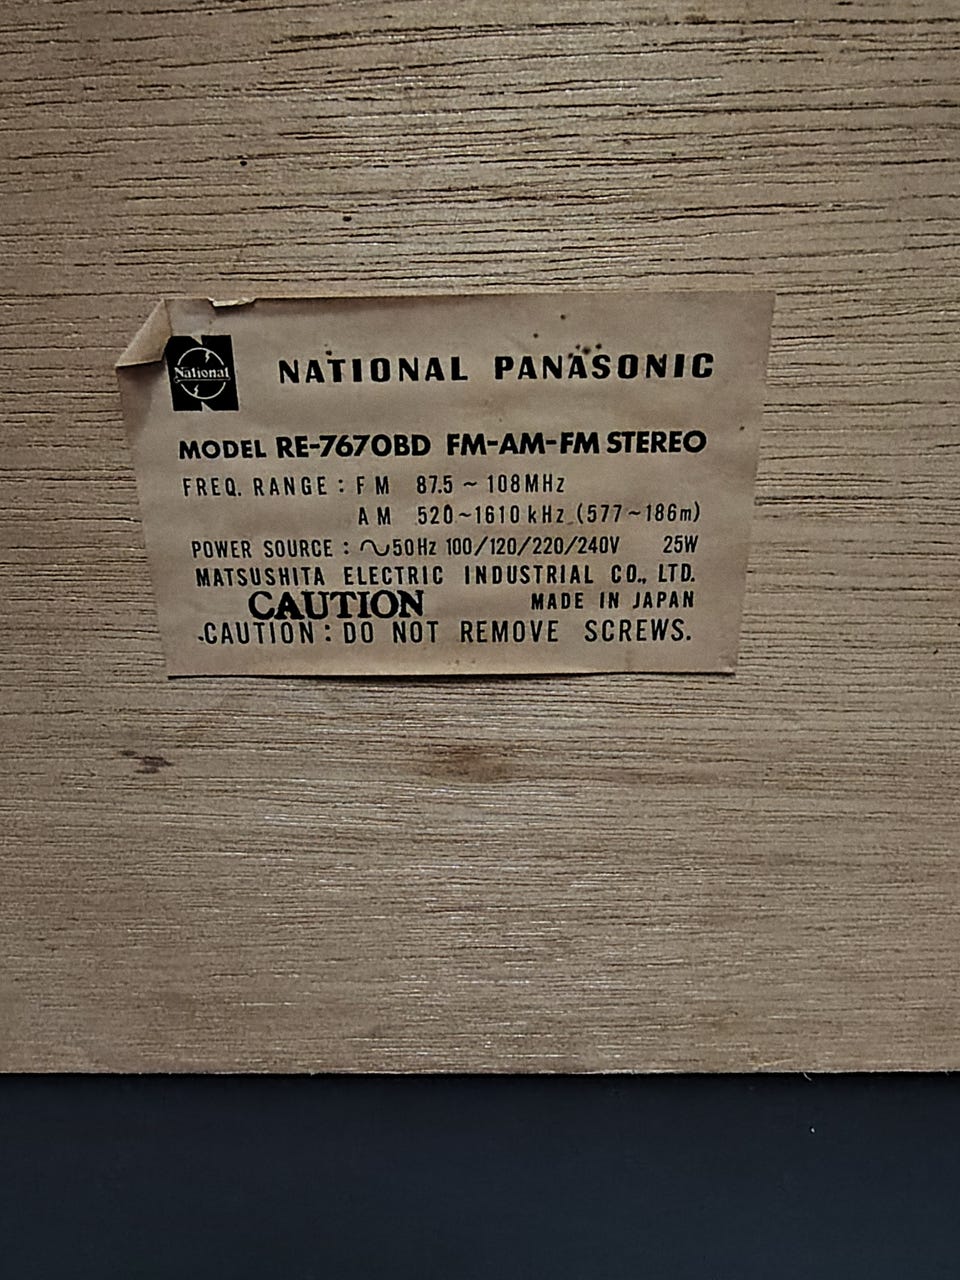 National
NATIONAL PANASONIC
MODEL RE-7670BD FM-AM-FM STEREO
FREQ. RANGE : FM 87.5 ~ 108MHz
AM 520~1610 kHz (577~186m)
POWER SOURCE : ∿50Hz 100/120/220/240V 25W
MATSUSHITA ELECTRIC INDUSTRIAL CO., LTD.
CAUTION MADE IN JAPAN
CAUTION : DO NOT REMOVE SCREWS.